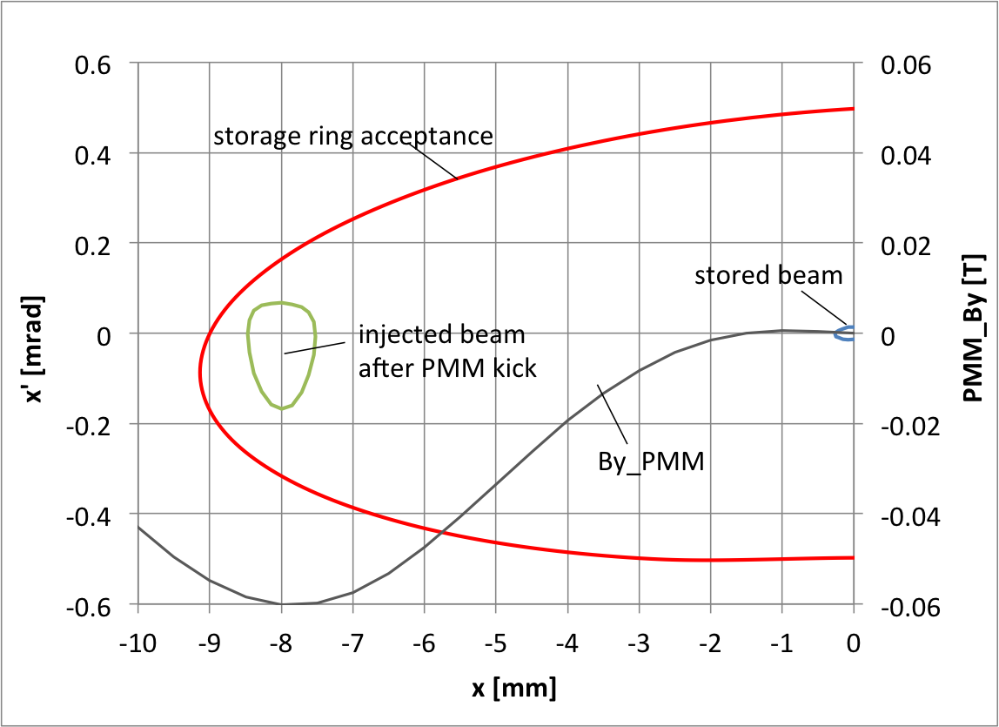 0.6
0.06
storage ring acceptance
0.4
0.04
0.2
0.02
stored beam
0
injected beam
0
after PMM kick
x' [mrad]
PMM_By [T]
-0.2
-0.02
By_PMM
-0.4
-0.04
-0.6
-0.06
-10 -9 -8 -7 -6 -5 -4 -3 -2 -1 0
x [mm]